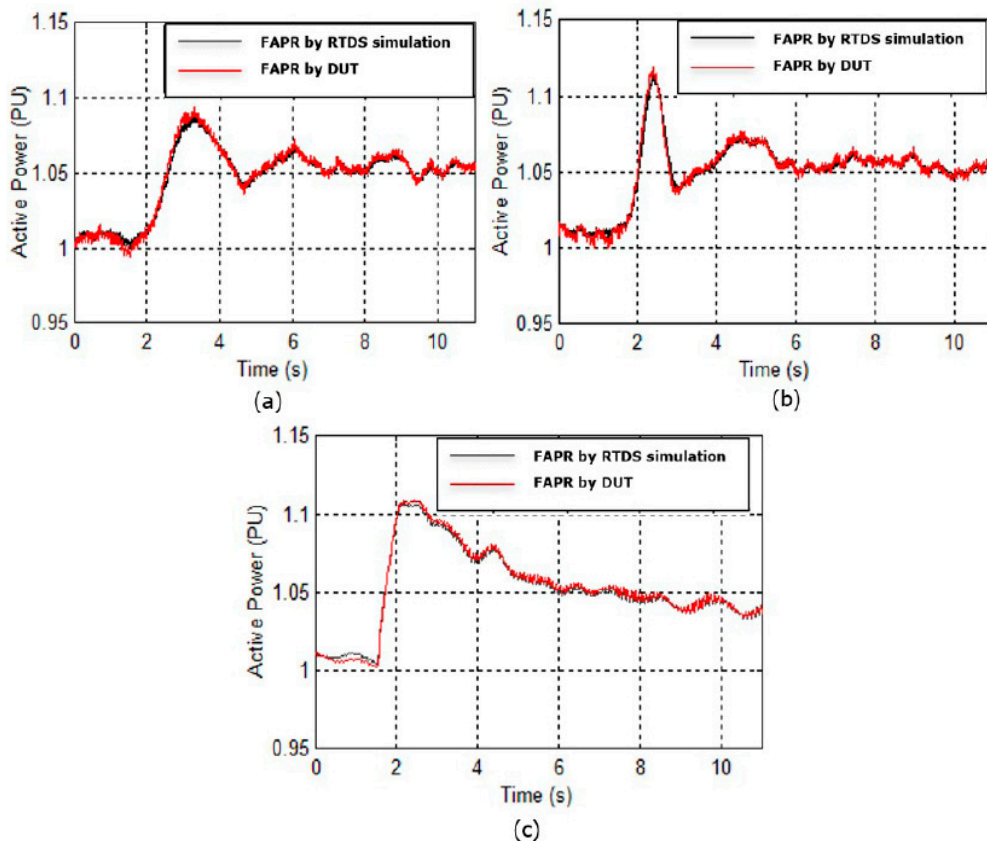 1.15
FAPR by RTDS simulation
FAPR by DUT
1.1
1.05
1
0.95
Active Power (PU)
0 2 4 6 8 10
Time (s)
(a)
1.15
FAPR by RTDS simulation
FAPR by DUT
1.1
1.05
1
0.95
Active Power (PU)
0 2 4 6 8 10
Time (s)
(b)
1.15
FAPR by RTDS simulation
FAPR by DUT
1.1
1.05
1
0.95
Active Power (PU)
0 2 4 6 8 10
Time (s)
(c)